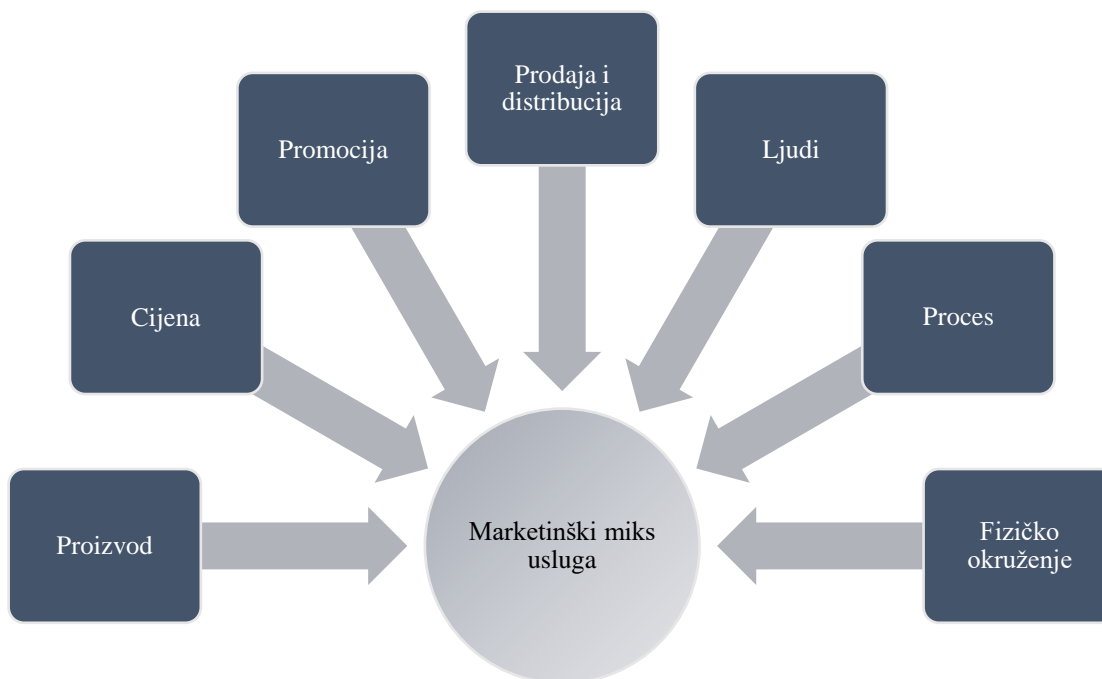 Prodaja i
distribucija
Promocija
Ljudi
Cijena
Proces
Proizvod
Marketinški miks
usluga
Fizičko
okruženje